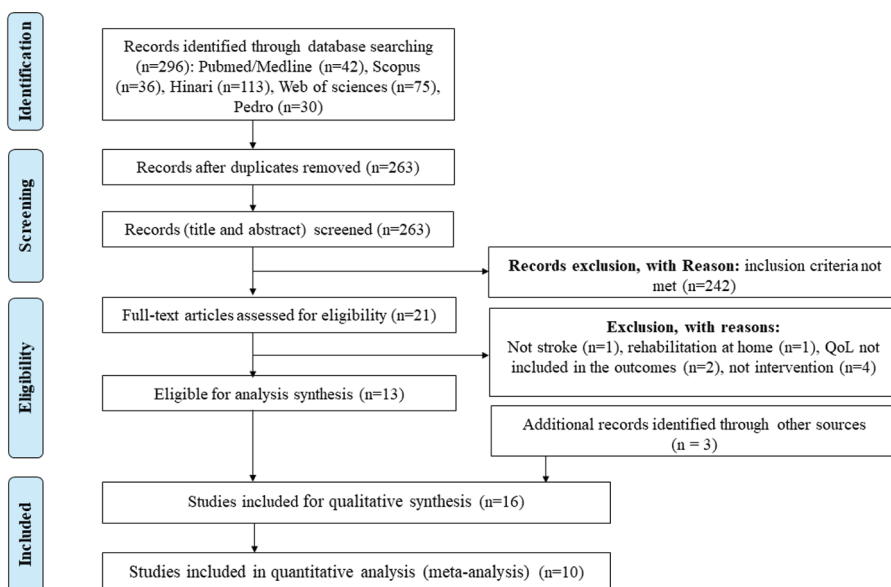 Identification
Records identified through database searching
(n=296): Pubmed/Medline (n=42), Scopus
(n=36), Hinari (n=113), Web of sciences (n=75),
Pedro (n=30)
Screening
Records after duplicates removed (n=263)
Records (title and abstract) screened (n=263)
Records exclusion, with Reason: inclusion criteria not
met (n=242)
Eligibility
Full-text articles assessed for eligibility (n=21)
Exclusion, with reasons:
Not stroke (n=1), rehabilitation at home (n=1), QoL not
included in the outcomes (n=2), not intervention (n=4)
Eligible for analysis synthesis (n=13)
Additional records identified through other sources
(n = 3)
Included
Studies included for qualitative synthesis (n=16)
Studies included in quantitative analysis (meta-analysis) (n=10)